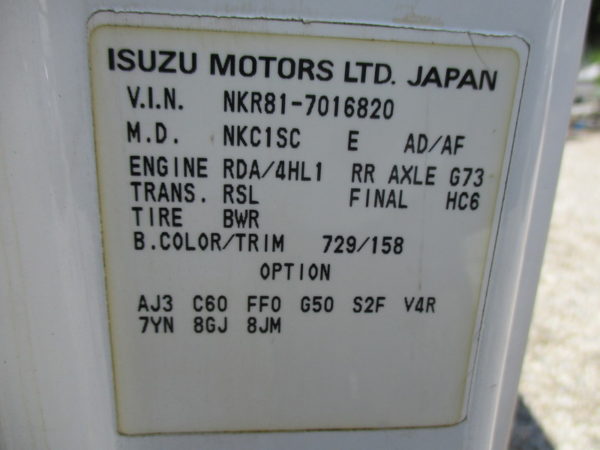 ISUZU MOTORS LTD. JAPAN
V.I.N. NKR81-7016820
M.D. NKC1SC E AD/AF
ENGINE RDA/4HL1 RR AXLE G73
TRANS. RSL FINAL HC6
TIRE BWR
B.COLOR/TRIM 729/158
OPTION
AJ3 C60 FF0 G50 S2F V4R
7YN 8GJ 8JM